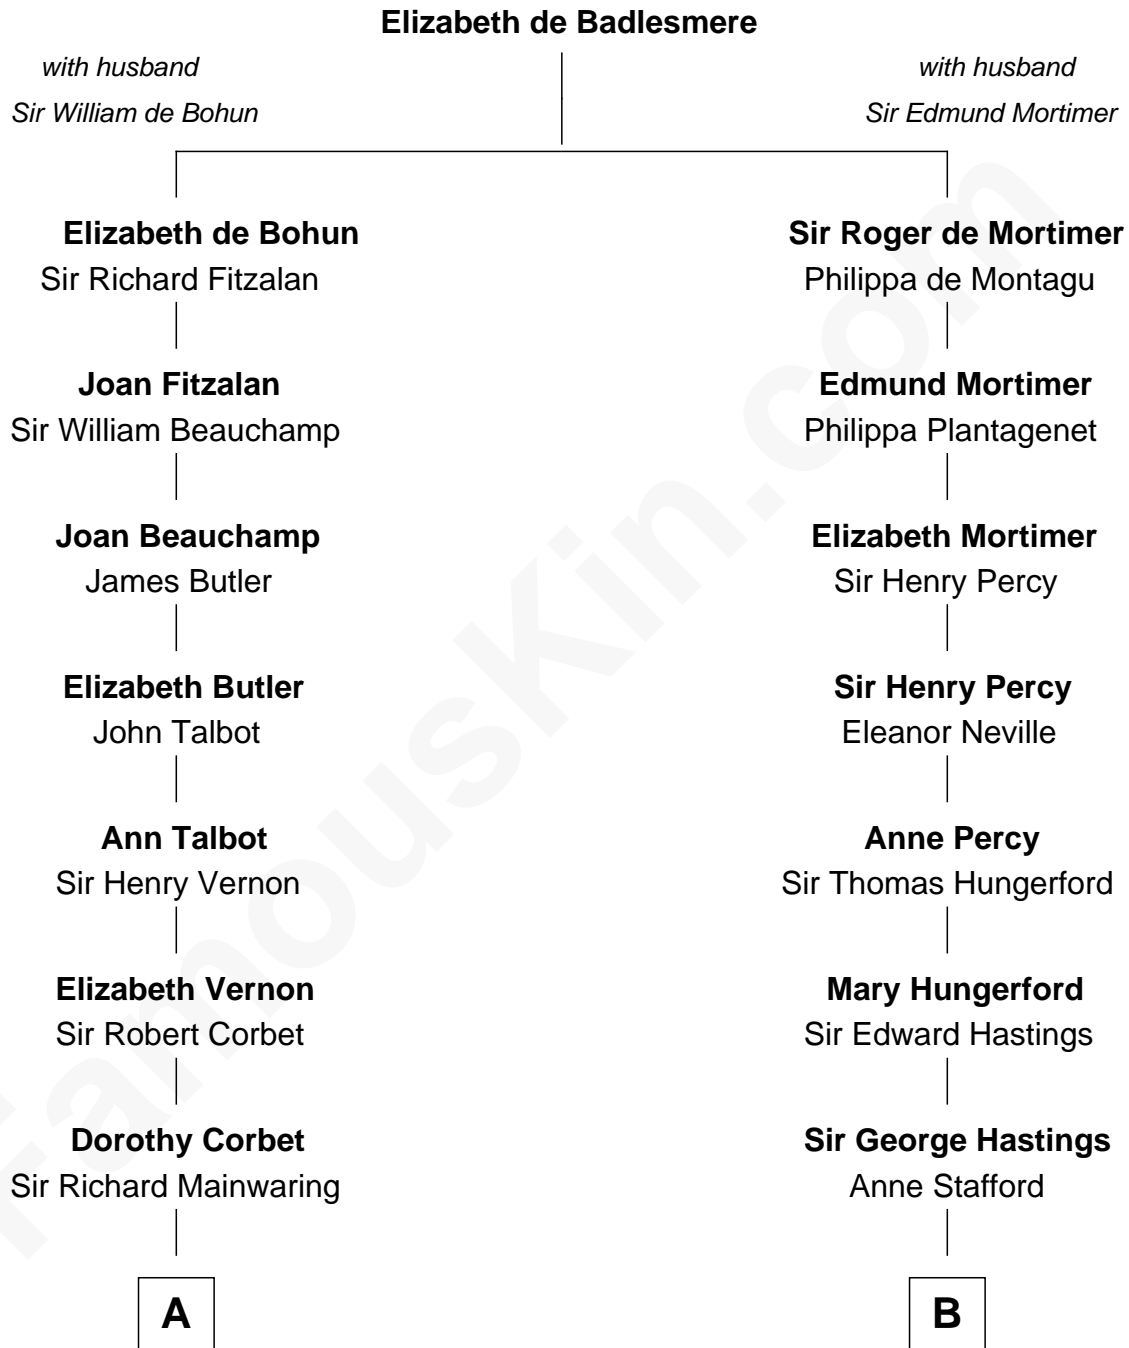 Elizabeth de Badlesmere
with husband
Sir William de Bohun
with husband
Sir Edmund Mortimer
Elizabeth de Bohun
Sir Richard Fitzalan
Sir Roger de Mortimer
Philippa de Montagu
Joan Fitzalan
Sir William Beauchamp
Edmund Mortimer
Philippa Plantagenet
Joan Beauchamp
James Butler
Elizabeth Mortimer
Sir Henry Percy
Elizabeth Butler
John Talbot
Sir Henry Percy
Eleanor Neville
Ann Talbot
Sir Henry Vernon
Anne Percy
Sir Thomas Hungerford
Elizabeth Vernon
Sir Robert Corbet
Mary Hungerford
Sir Edward Hastings
Dorothy Corbet
Sir Richard Mainwaring
Sir George Hastings
Anne Stafford
A
B
FamousKin.com